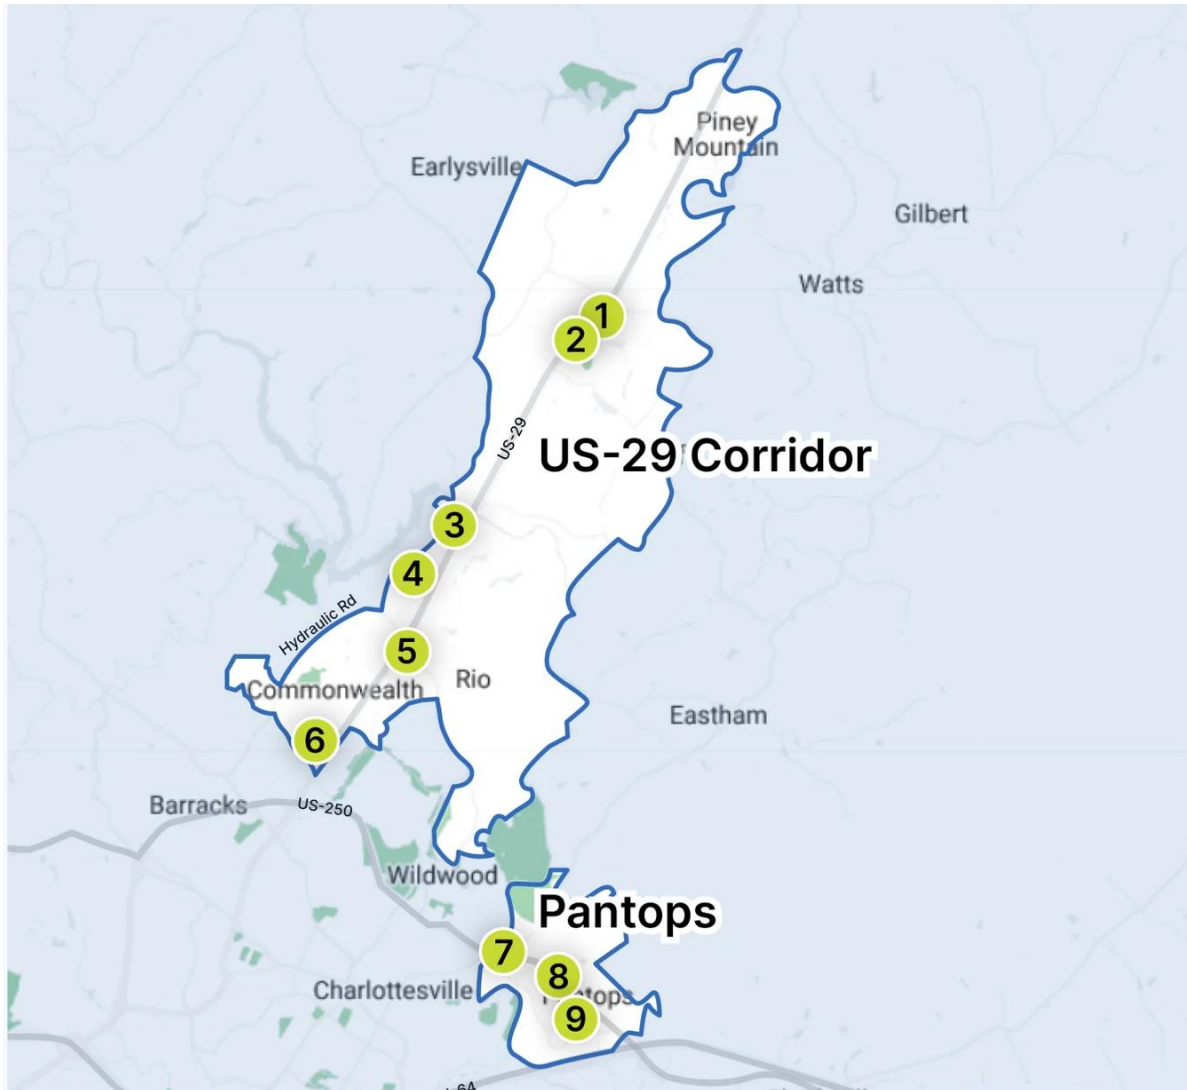 Piney
Mountain
Earlysville
Gilbert
Watts
1
2
US-29
US-29 Corridor
3
4
Hydraulic Rd
5
Commonwealth
Rio
6
Eastham
Barracks
US-250
Wildwood
Pantops
7
8
Charlottesville
9